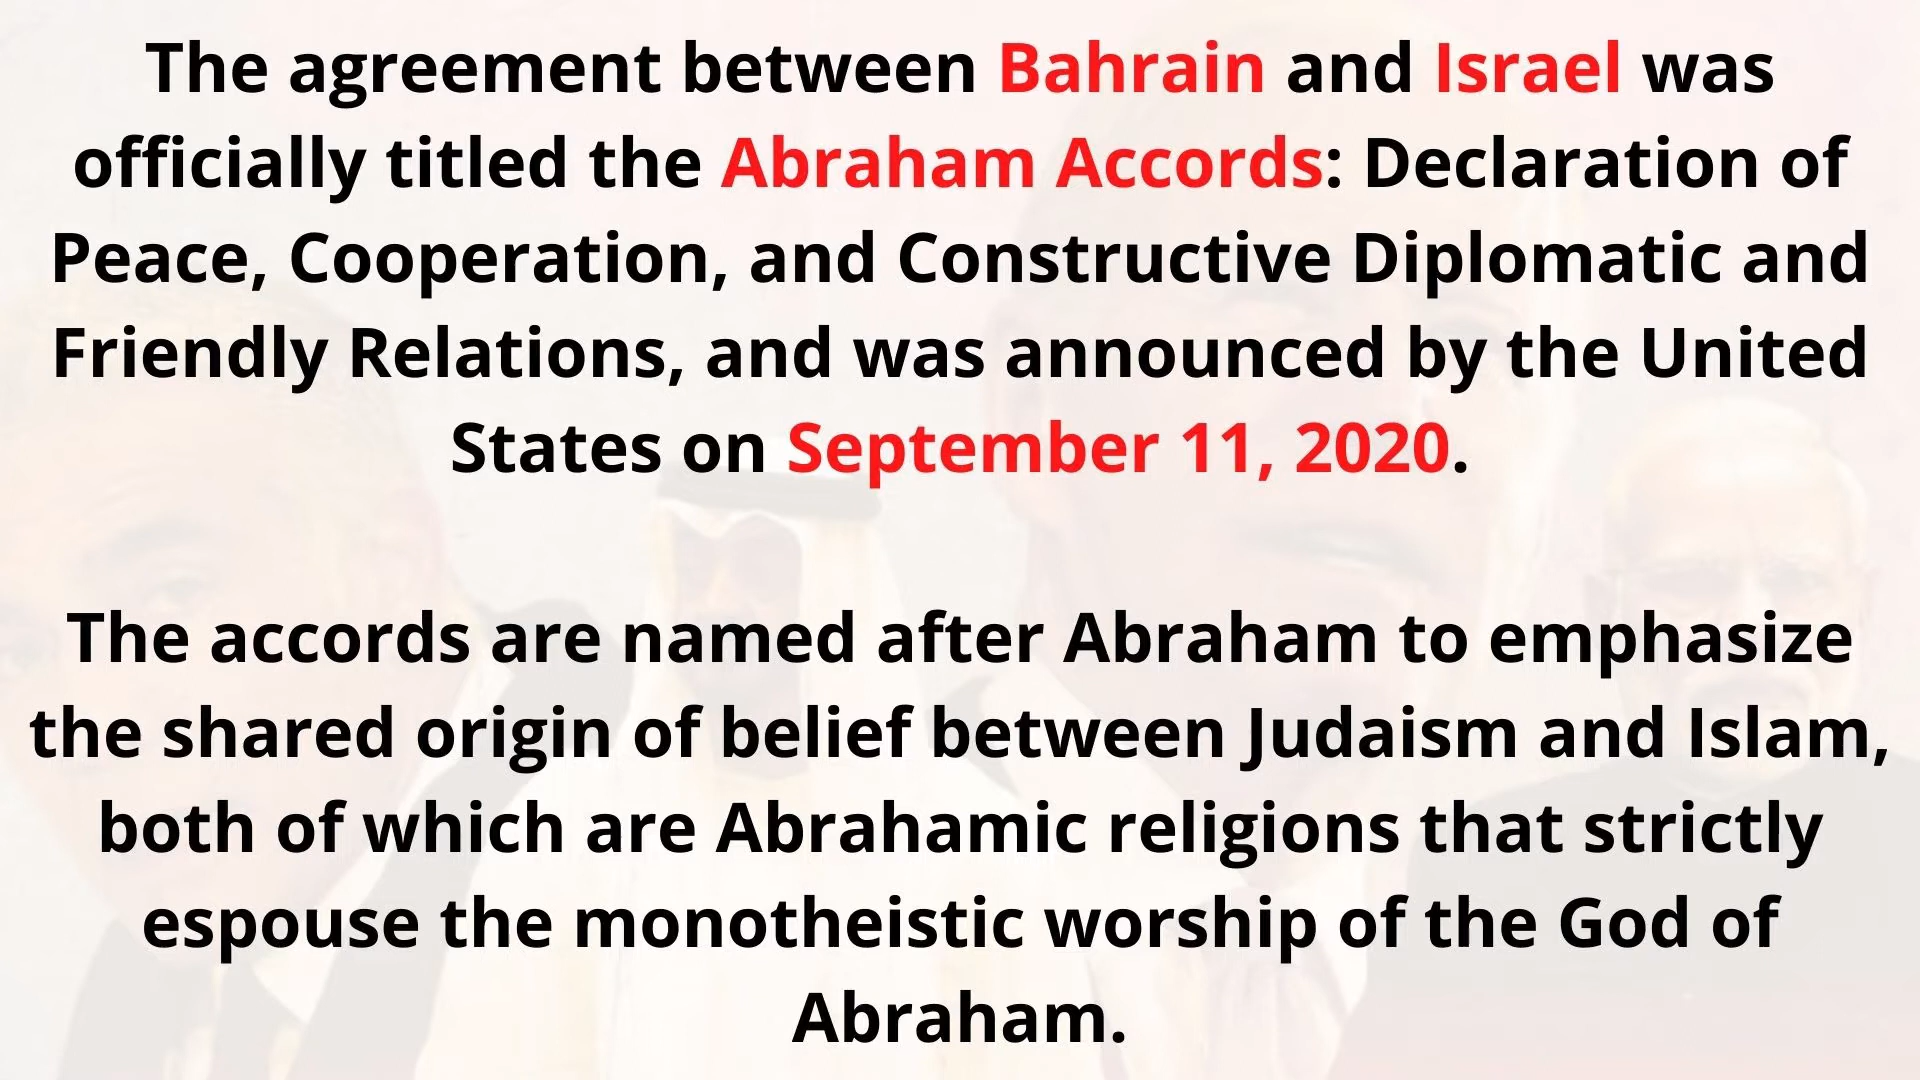 The agreement between Bahrain and Israel was
officially titled the Abraham Accords: Declaration of
Peace, Cooperation, and Constructive Diplomatic and
Friendly Relations, and was announced by the United
States on September 11, 2020.
The accords are named after Abraham to emphasize
the shared origin of belief between Judaism and Islam,
both of which are Abrahamic religions that strictly
espouse the monotheistic worship of the God of
Abraham.